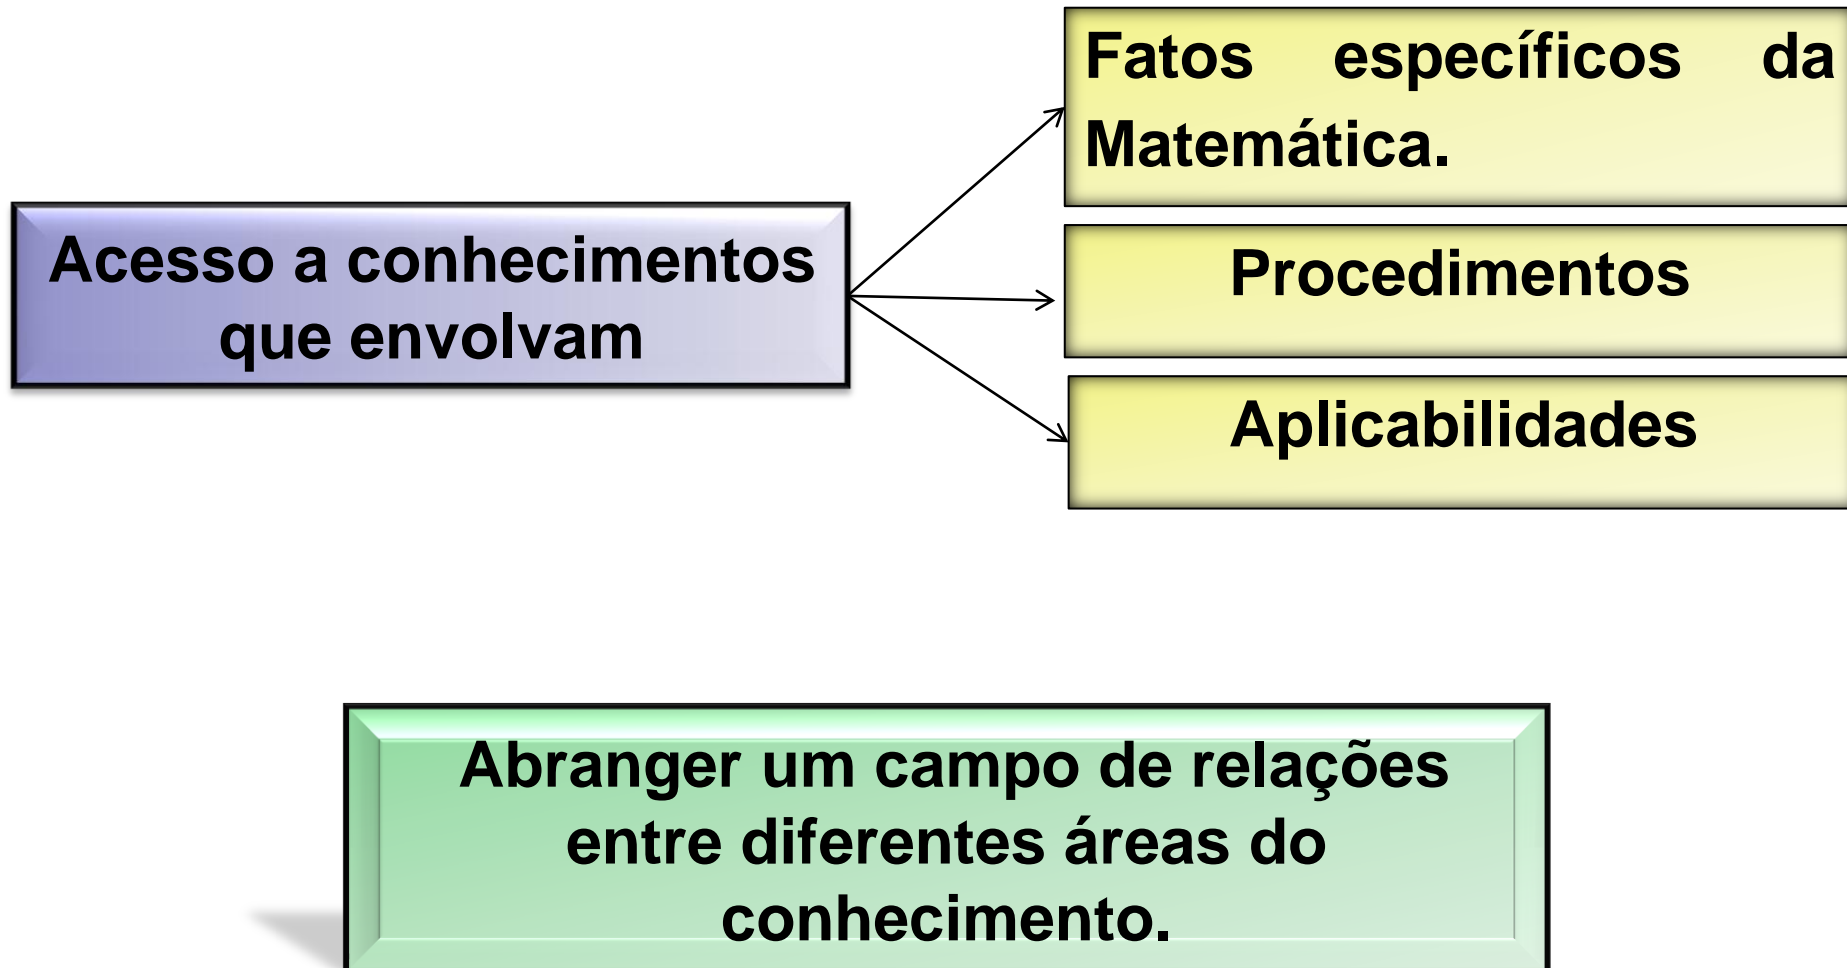 Fatos específicos da
Matemática.
Acesso a conhecimentos
que envolvam
Procedimentos
Aplicabilidades
Abranger um campo de relações
entre diferentes áreas do
conhecimento.